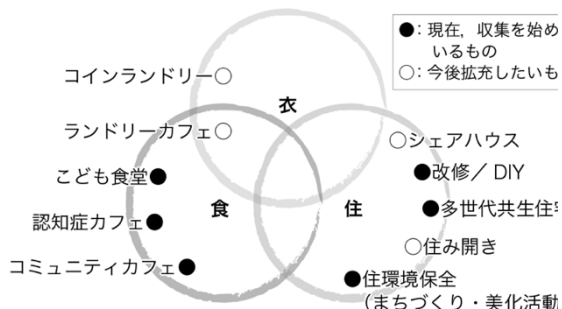 ●：現在，収集を始め
いるもの
○：今後拡充したいも
コインランドリー○
衣
ランドリーカフェ○
○シェアハウス
こども食堂●
●改修／DIY
食
住
●多世代共生住
認知症カフェ●
○住み開き
コミュニティカフェ●
●住環境保全
（まちづくり・美化活動